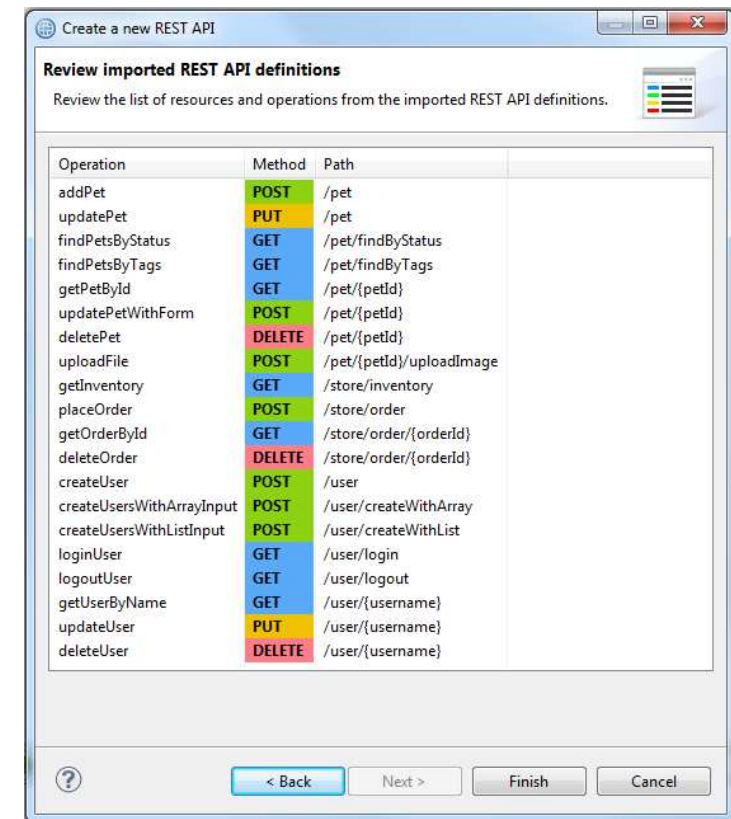 Create a new REST API
Review imported REST API definitions
Review the list of resources and operations from the imported REST API definitions.
Operation Method Path
addPet POST /pet
updatePet PUT /pet
findPetsByStatus GET /pet/findByStatus
findPetsByTags GET /pet/findByTags
getPetById GET /pet/{petId}
updatePetWithForm POST /pet/{petId}
deletePet DELETE /pet/{petId}
uploadFile POST /pet/{petId}/uploadImage
getInventory GET /store/inventory
placeOrder POST /store/order
getOrderById GET /store/order/{orderId}
deleteOrder DELETE /store/order/{orderId}
createUser POST /user
createUsersWithArrayInput POST /user/createWithArray
createUsersWithListInput POST /user/createWithList
loginUser GET /user/login
logoutUser GET /user/logout
getUserByName GET /user/{username}
updateUser PUT /user/{username}
deleteUser DELETE /user/{username}
? < Back Next > Finish Cancel